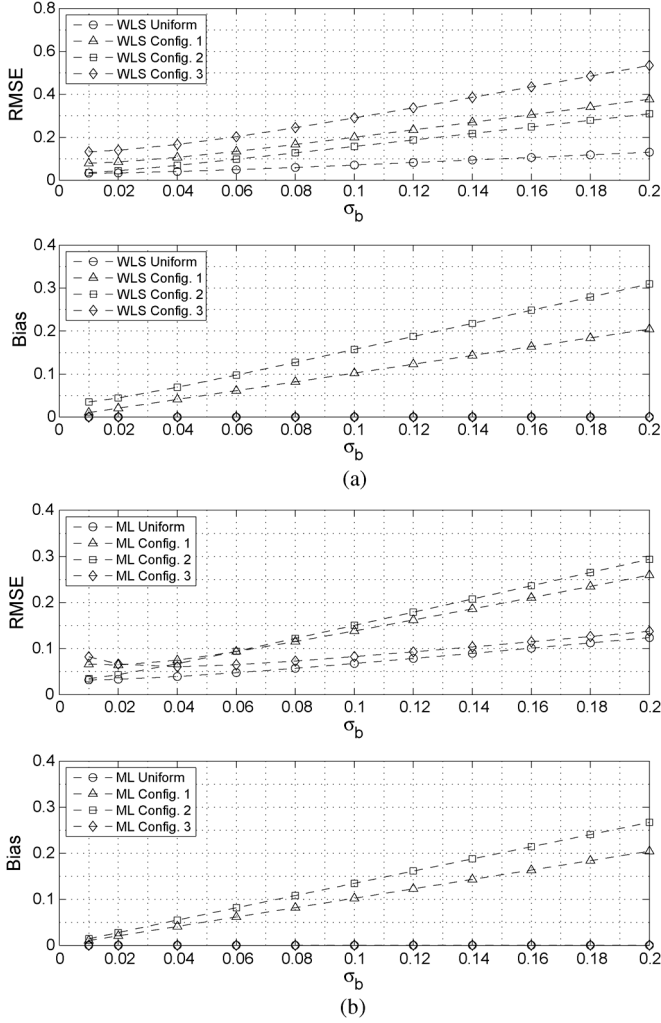 0.8
0.6
0.4
0.2
0
RMSE
WLS Uniform
WLS Config. 1
WLS Config. 2
WLS Config. 3
0 0.02 0.04 0.06 0.08 0.1 0.12 0.14 0.16 0.18 0.2
σb
0.4
0.3
0.2
0.1
0
Bias
WLS Uniform
WLS Config. 1
WLS Config. 2
WLS Config. 3
0 0.02 0.04 0.06 0.08 0.1 0.12 0.14 0.16 0.18 0.2
σb
(a)
0.4
0.3
0.2
0.1
0
RMSE
ML Uniform
ML Config. 1
ML Config. 2
ML Config. 3
0 0.02 0.04 0.06 0.08 0.1 0.12 0.14 0.16 0.18 0.2
σb
0.4
0.3
0.2
0.1
0
Bias
ML Uniform
ML Config. 1
ML Config. 2
ML Config. 3
0 0.02 0.04 0.06 0.08 0.1 0.12 0.14 0.16 0.18 0.2
σb
(b)